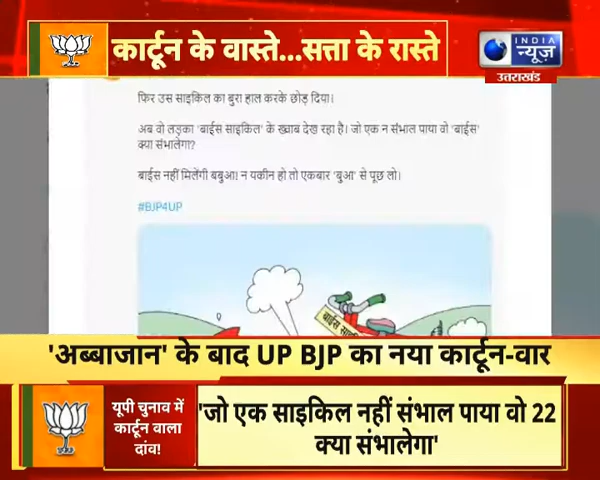 कार्टून के वास्ते...सत्ता के रास्ते
INDIA
न्यूज़
उत्तराखंड
फिर उस साइकिल का बुरा हाल करके छोड़ दिया।
अब वो लड़का 'बाईस साइकिल' के ख्वाब देख रहा है। जो एक न संभाल पाया वो 'बाईस'
क्या संभालेगा?
बाईस नहीं मिलेंगी बबुआ! न यकीन हो तो एकबार 'बुआ' से पूछ लो।
#BJP4UP
बाईस
'अब्बाजान' के बाद UP BJP का नया कार्टून-वार
यूपी चुनाव में
कार्टून वाला
दांव!
'जो एक साइकिल नहीं संभाल पाया वो 22
क्या संभालेगा'